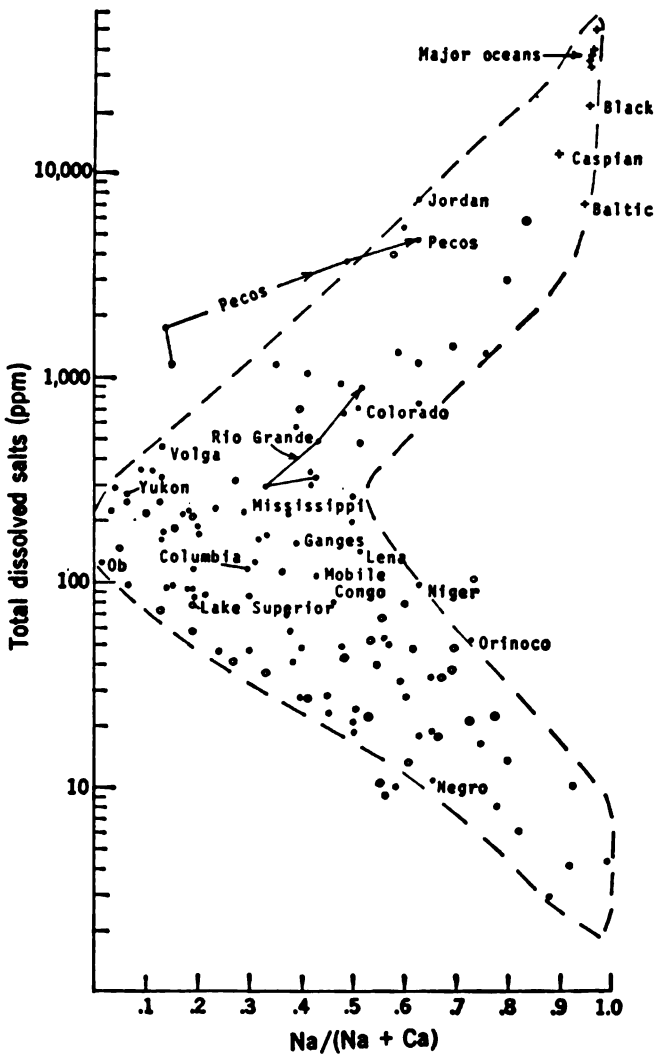 Major oceans
Black
10,000
Caspian
Jordan
Baltic
Pecos
Pecos
1,000
Colorado
Rio Grande
Volga
Yukon
Mississippi
Ganges
Columbia
Lena
Ob
100
Mobile
Niger
Congo
Lake Superior
Orinoco
10
Negro
Total dissolved salts (ppm)
.1 .2 .3 .4 .5 .6 .7 .8 .9 1.0
Na/(Na + Ca)